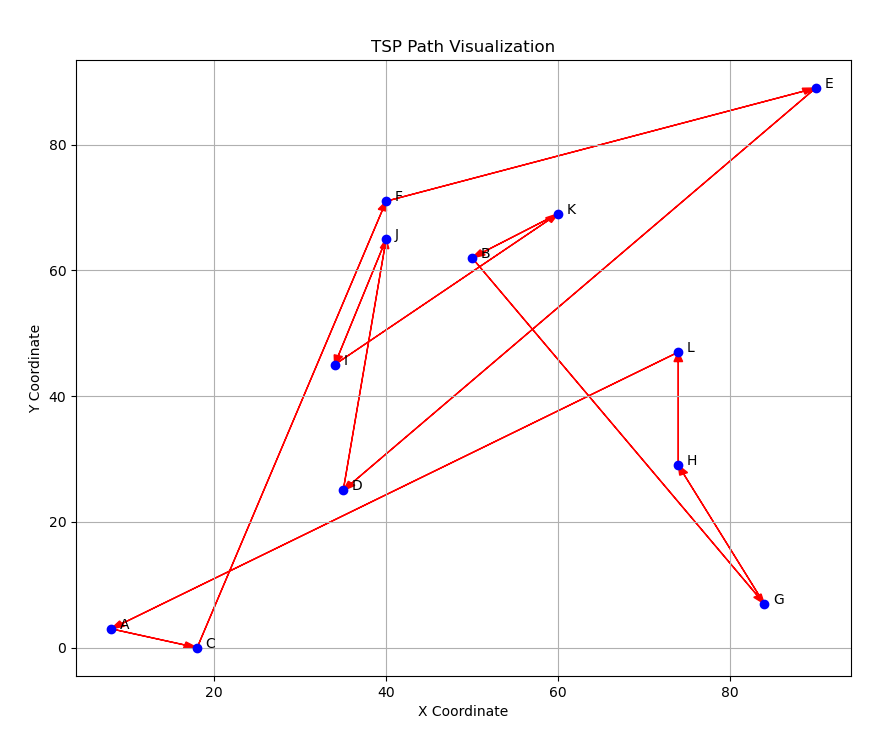 TSP Path Visualization
E
80
F
K
J
B
60
L
I
40
H
D
20
G
A
C
0
20 40 60 80
X Coordinate
Y Coordinate